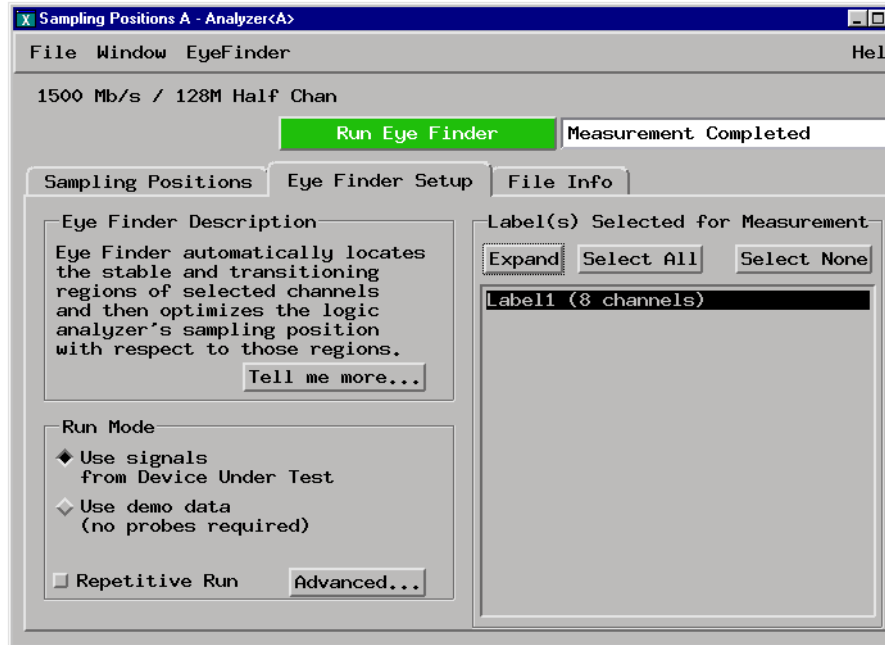 Sampling Positions A - Analyzer<A>
File Window EyeFinder Hel
1500 Mb/s / 128M Half Chan
Run Eye Finder Measurement Completed
Sampling Positions Eye Finder Setup File Info
Eye Finder Description
Eye Finder automatically locates
the stable and transitioning
regions of selected channels
and then optimizes the logic
analyzer's sampling position
with respect to those regions.
Tell me more...
Run Mode
Use signals
from Device Under Test
Use demo data
(no probes required)
Repetitive Run Advanced...
Label(s) Selected for Measurement
Expand Select All Select None
Label1 (8 channels)